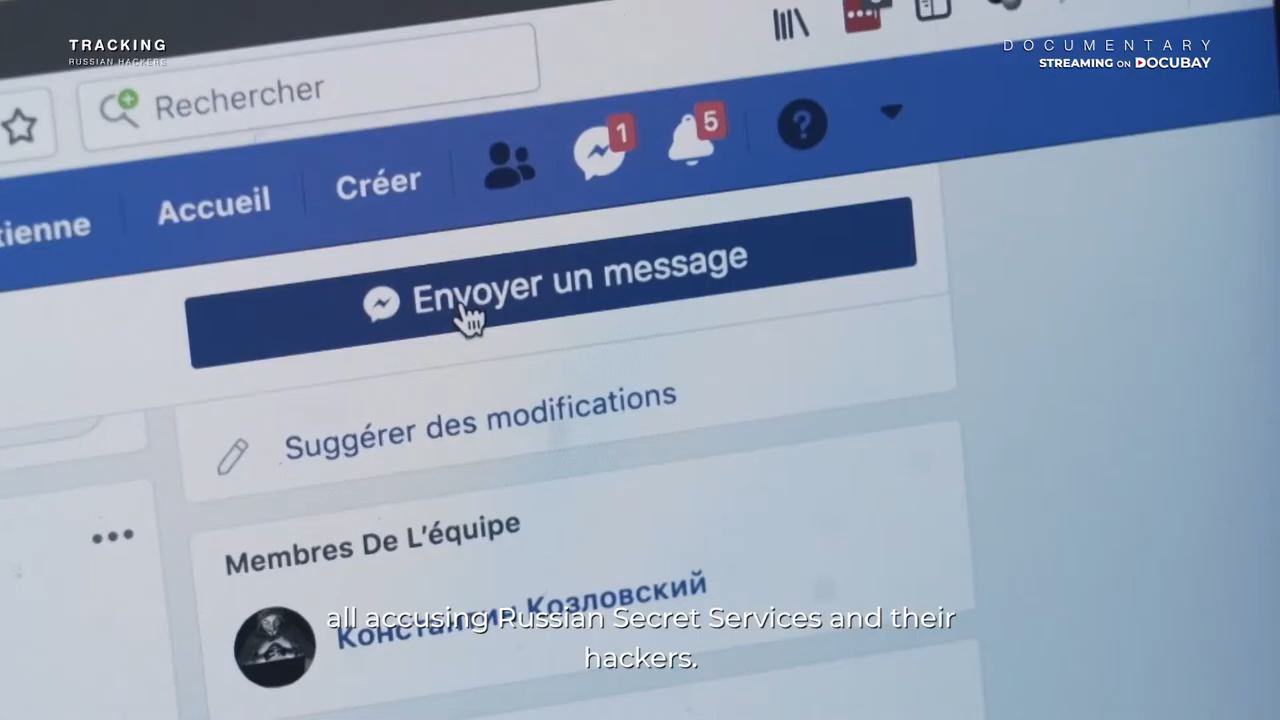 TRACKING
RUSSIAN HACKERS
DOCUMENTARY
STREAMING ON DOCUBAY
Rechercher
tienne
Accueil
Créer
1
5
?
Envoyer un message
Suggérer des modifications
Membres De L’équipe
Константин Козловский
all accusing Russian Secret Services and their
hackers.